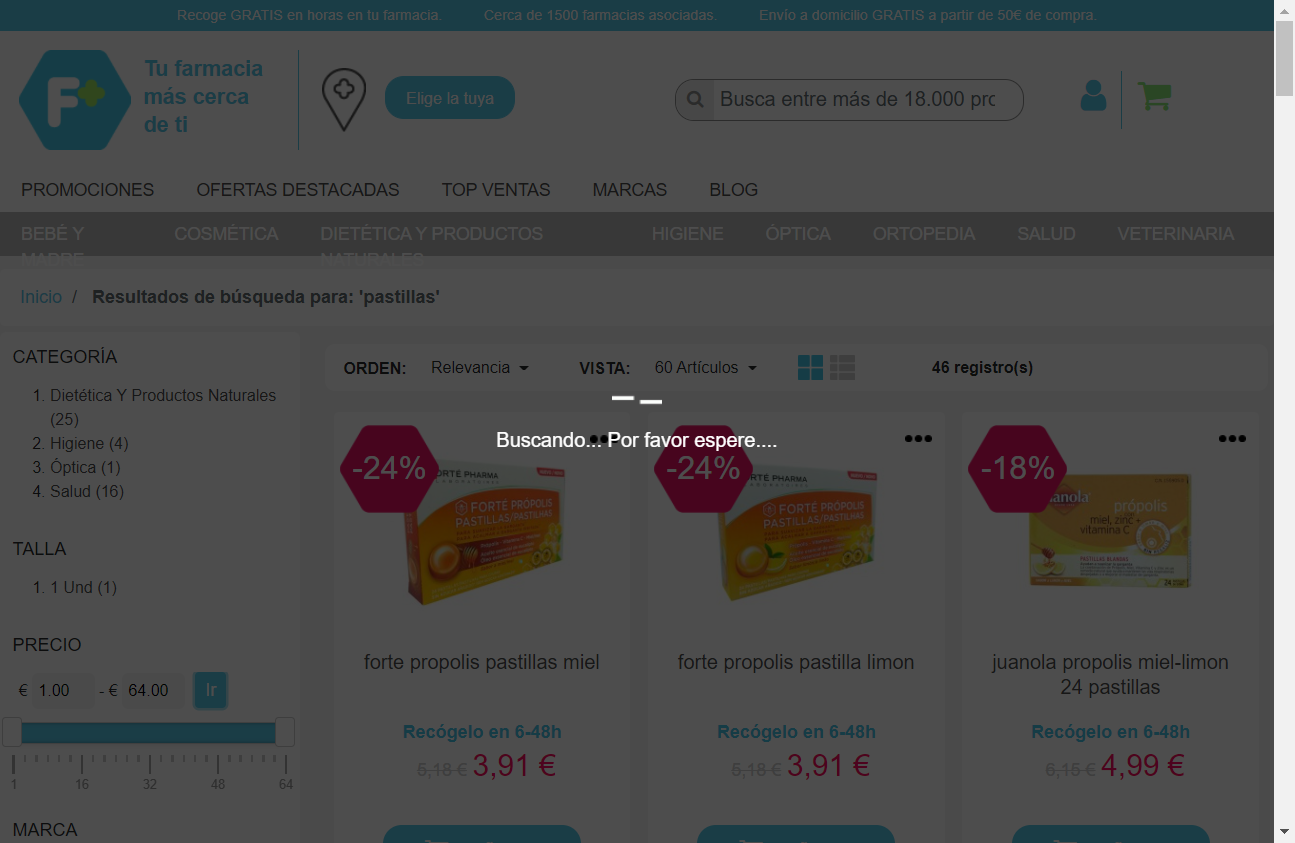 Recoge GRATIS en horas en tu farmacia. Cerca de 1500 farmacias asociadas. Envío a domicilio GRATIS a partir de 50€ de compra.
F+
Tu farmacia
más cerca
de ti
Elige la tuya
Busca entre más de 18.000 prc
PROMOCIONES OFERTAS DESTACADAS TOP VENTAS MARCAS BLOG
BEBÉ Y MADRE COSMÉTICA DIETÉTICA Y PRODUCTOS NATURALES HIGIENE ÓPTICA ORTOPEDIA SALUD VETERINARIA
Inicio / Resultados de búsqueda para: 'pastillas'
CATEGORÍA
1. Dietética Y Productos Naturales
(25)
2. Higiene (4)
3. Óptica (1)
4. Salud (16)
TALLA
1. 1 Und (1)
PRECIO
€ 1.00 - € 64.00 Ir
1 16 32 48 64
MARCA
ORDEN: Relevancia VISTA: 60 Artículos 46 registro(s)
Buscando... Por favor espere....
-24%
FORTÉ PHARMA
FORTÉ PROPOLIS
PASTILLAS/PASTILHAS
forte propolis pastillas miel
Recógelo en 6-48h
5,18 € 3,91 €
-24%
FORTÉ PHARMA
FORTÉ PROPOLIS
PASTILLAS/PASTILHAS
forte propolis pastilla limon
Recógelo en 6-48h
5,18 € 3,91 €
-18%
própolis
miel, zinc +
vitamina C
PASTILLAS BLANDAS
24
juanola propolis miel-limon
24 pastillas
Recógelo en 6-48h
6,15 € 4,99 €